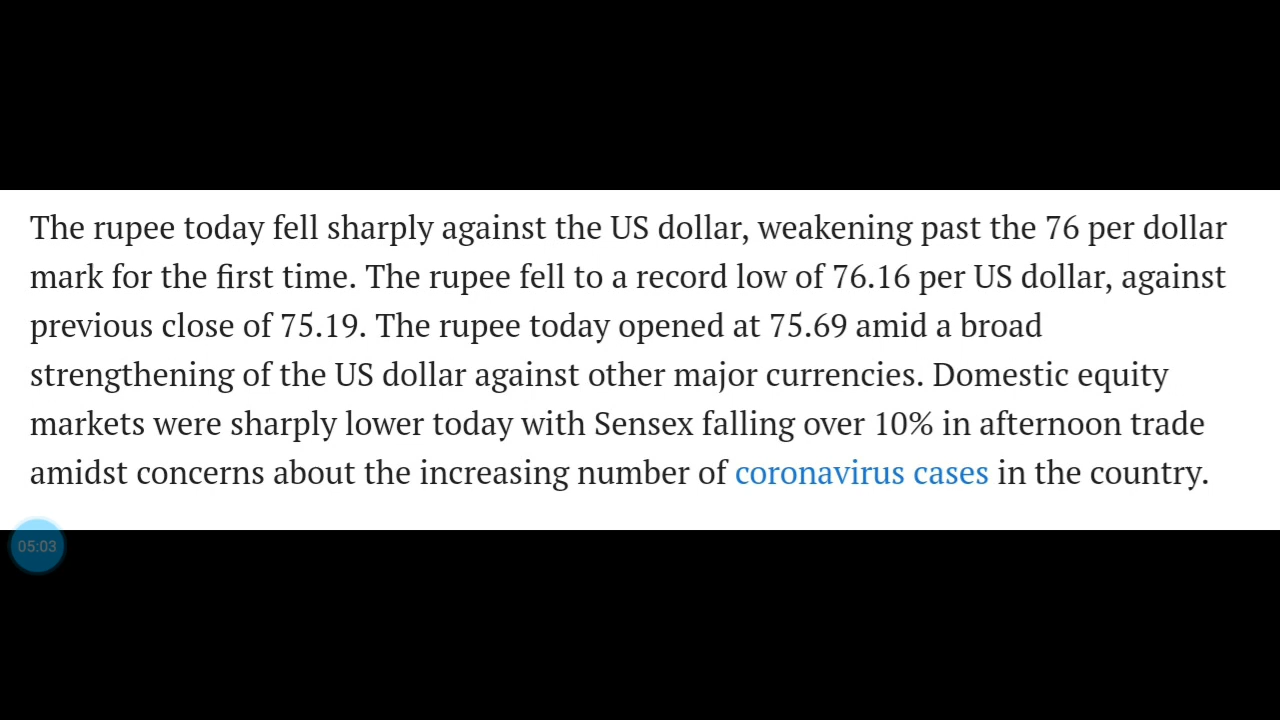 The rupee today fell sharply against the US dollar, weakening past the 76 per dollar
mark for the first time. The rupee fell to a record low of 76.16 per US dollar, against
previous close of 75.19. The rupee today opened at 75.69 amid a broad
strengthening of the US dollar against other major currencies. Domestic equity
markets were sharply lower today with Sensex falling over 10% in afternoon trade
amidst concerns about the increasing number of coronavirus cases in the country.
05:03